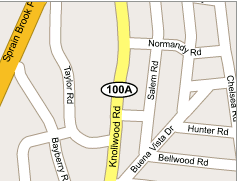 Sprain Brook P
Normandy Rd
Taylor Rd
Salem Rd
Chelsea Rd
100A
Knollwood Rd
Buena Vista Dr
Hunter Rd
Bayberry R
Bellwood Rd